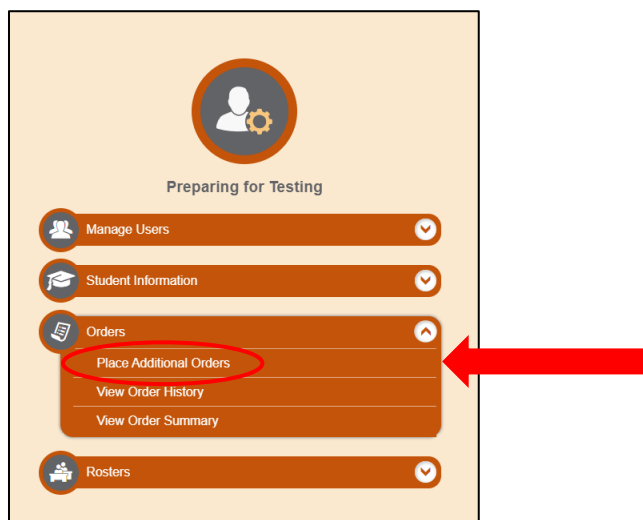 Preparing for Testing
Manage Users
Student Information
Orders
Place Additional Orders
View Order History
View Order Summary
Rosters